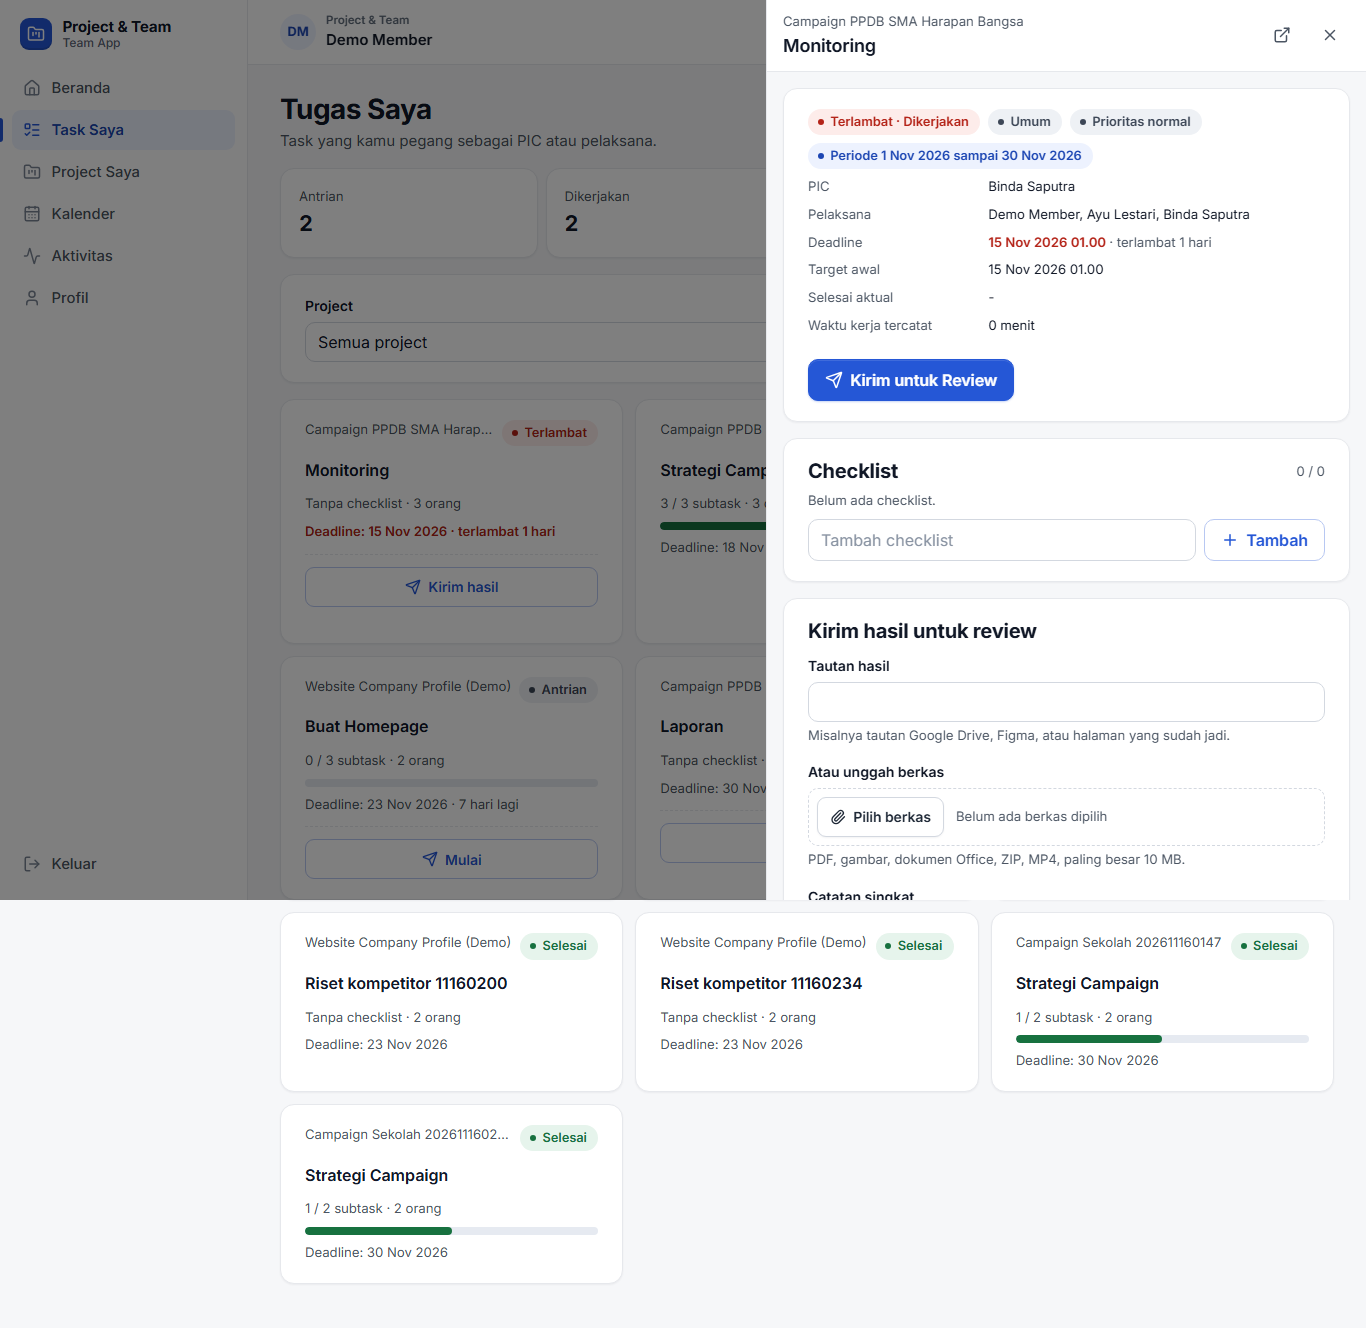 Project & Team
Team App
Beranda
Task Saya
Project Saya
Kalender
Aktivitas
Profil
Keluar
DM
Project & Team
Demo Member
Tugas Saya
Task yang kamu pegang sebagai PIC atau pelaksana.
Antrian
2
Dikerjakan
2
Project
Semua project
Campaign PPDB SMA Harap...
Terlambat
Monitoring
Tanpa checklist · 3 orang
Deadline: 15 Nov 2026 · terlambat 1 hari
Kirim hasil
Campaign PPDB
Strategi Camp
3 / 3 subtask · 3
Deadline: 18 Nov
Website Company Profile (Demo)
Antrian
Buat Homepage
0 / 3 subtask · 2 orang
Deadline: 23 Nov 2026 · 7 hari lagi
Mulai
Campaign PPDB
Laporan
Tanpa checklist ·
Deadline: 30 Nov
Website Company Profile (Demo)
Selesai
Riset kompetitor 11160200
Tanpa checklist · 2 orang
Deadline: 23 Nov 2026
Website Company Profile (Demo)
Selesai
Riset kompetitor 11160234
Tanpa checklist · 2 orang
Deadline: 23 Nov 2026
Campaign Sekolah 202611160147
Selesai
Strategi Campaign
1 / 2 subtask · 2 orang
Deadline: 30 Nov 2026
Campaign Sekolah 2026111602...
Selesai
Strategi Campaign
1 / 2 subtask · 2 orang
Deadline: 30 Nov 2026
Campaign PPDB SMA Harapan Bangsa
Monitoring
Terlambat · Dikerjakan
Umum
Prioritas normal
Periode 1 Nov 2026 sampai 30 Nov 2026
PIC
Binda Saputra
Pelaksana
Demo Member, Ayu Lestari, Binda Saputra
Deadline
15 Nov 2026 01.00 · terlambat 1 hari
Target awal
15 Nov 2026 01.00
Selesai aktual
-
Waktu kerja tercatat
0 menit
Kirim untuk Review
Checklist
0 / 0
Belum ada checklist.
Tambah checklist
Tambah
Kirim hasil untuk review
Tautan hasil
Misalnya tautan Google Drive, Figma, atau halaman yang sudah jadi.
Atau unggah berkas
Pilih berkas
Belum ada berkas dipilih
PDF, gambar, dokumen Office, ZIP, MP4, paling besar 10 MB.
Catatan singkat